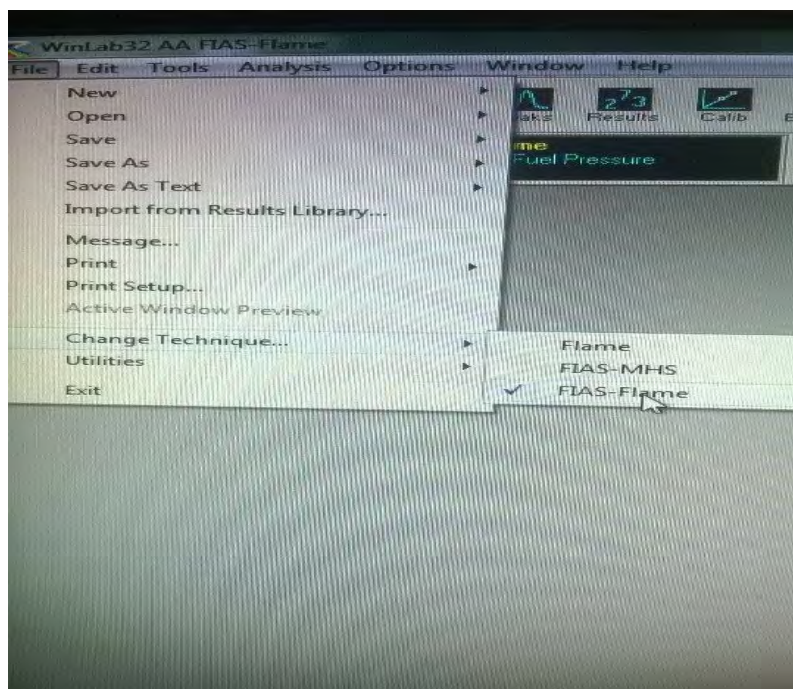 WinLab32 AA FIAS-Flame
File Edit Tools Analysis Options Window Help
New
Open
Save
Save As
Save As Text
Import from Results Library...
Message...
Print
Print Setup...
Active Window Preview
Change Technique...
Utilities
Exit
Results Calib
Fuel Pressure
Flame
FIAS-MHS
FIAS-Flame